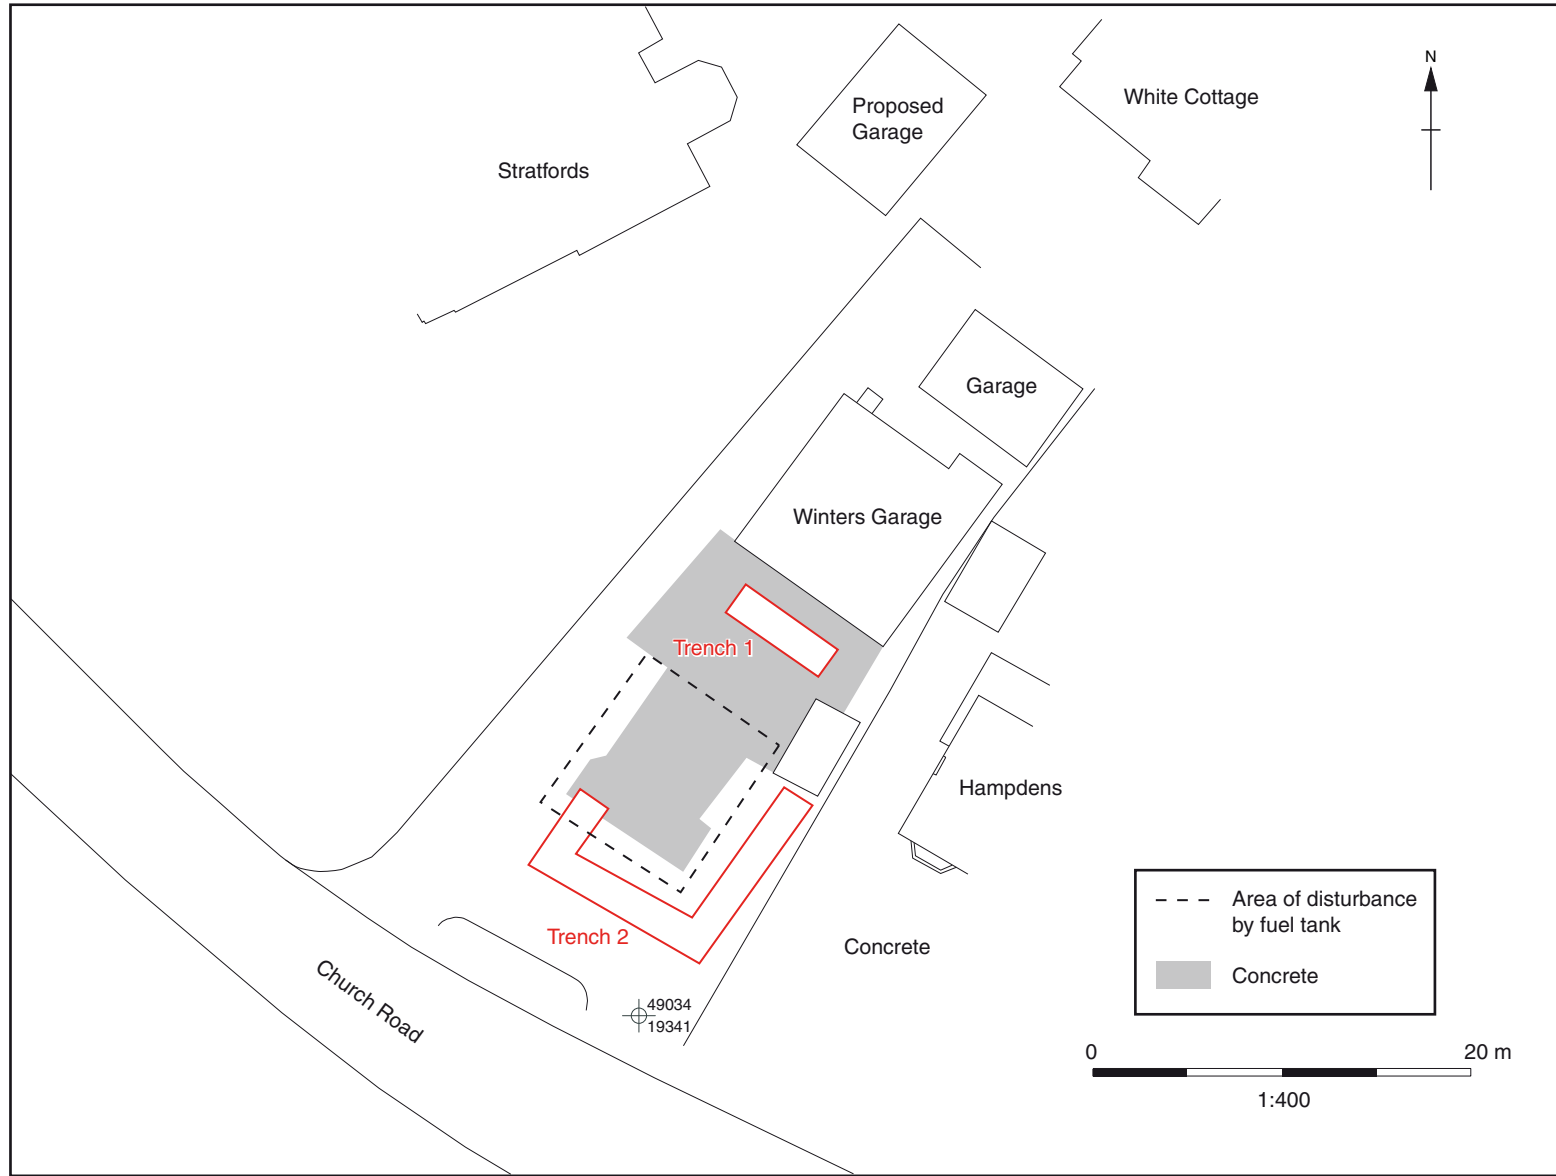 N
White Cottage
Proposed
Garage
Stratfords
Garage
Winters Garage
Trench 1
Hampdens
Trench 2
Concrete
Church Road
49034
19341
Area of disturbance
by fuel tank
Concrete
0 20 m
1:400